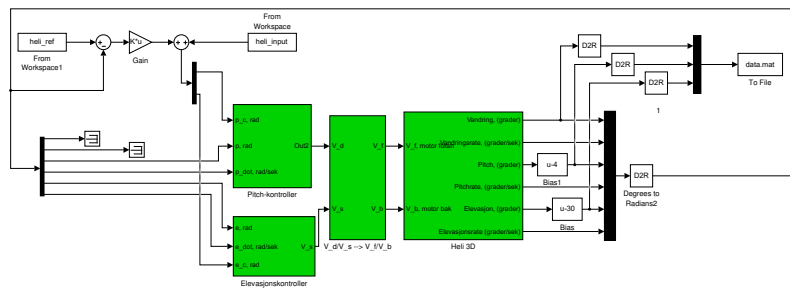 From
Workspace
heli_ref
From
Workspace1
K*u
Gain
heli_input
D2R
D2R
D2R
1
data.mat
To File
p_c, rad
p, rad
p_dot, rad/sek
Out2
Pitch-kontroller
e, rad
e_dot, rad/sek
e_c, rad
V_s
Elevasjonskontroller
V_d
V_s
V_f
V_b
V_d/V_s --> V_f/V_b
V_f, motor foran
V_b, motor bak
Vandring, (grader)
Vandringsrate, (grader/sek)
Pitch, (grader)
Pitchrate, (grader/sek)
Elevasjon, (grader)
Elevasjonsrate (grader/sek)
Heli 3D
u-4
Bias1
u-30
Bias
D2R
Degrees to
Radians2